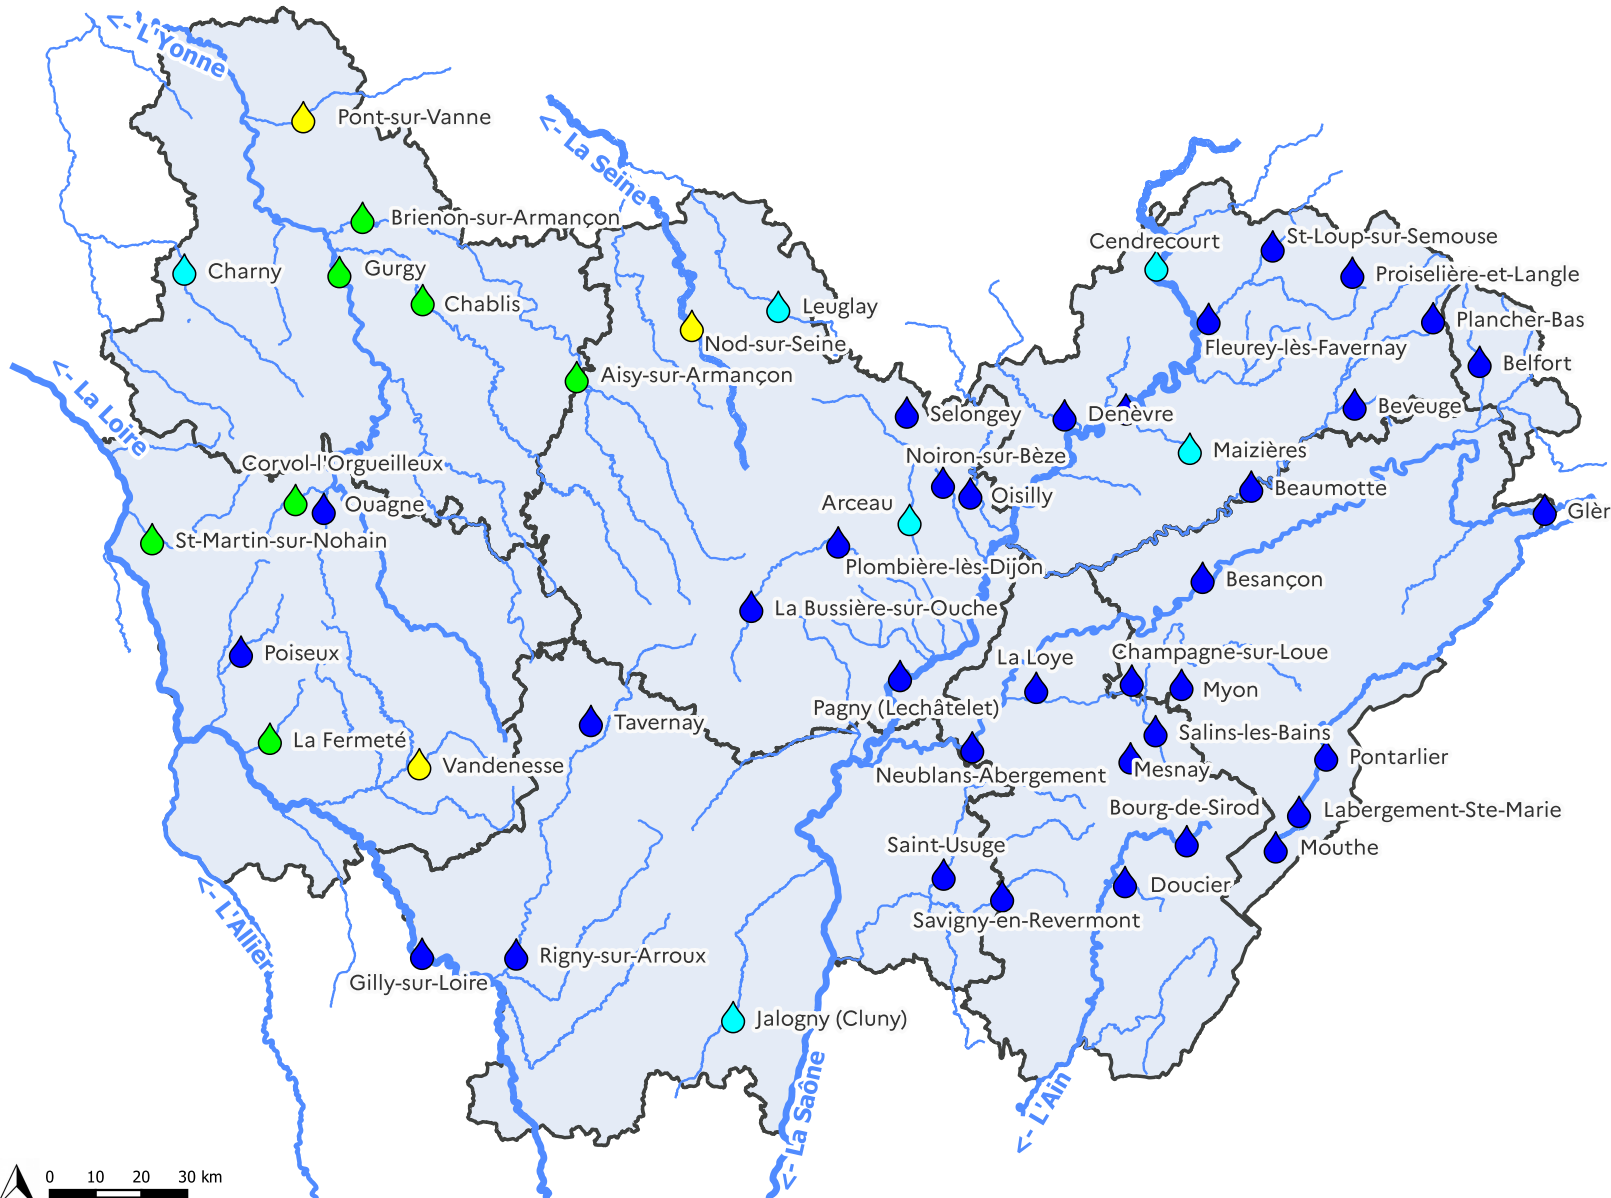 <- L'Yonne
Pont-sur-Vanne
<- La Seine
Brienon-sur-Armançon
Cendrecourt
St-Loup-sur-Semouse
Charny
Gurgy
Proiselière-et-Langle
Chablis
Leuglay
Plancher-Bas
Nod-sur-Seine
Fleurey-lès-Favernay
Belfort
<- La Loire
Aisy-sur-Armançon
Selongey
Denèvre
Beveuge
Maizières
Corvol-l'Orgueilleux
Noiron-sur-Bèze
Beaumotte
Ouagne
Arceau
Oisilly
Glèr
St-Martin-sur-Nohain
Plombière-lès-Dijon
Besançon
La Bussière-sur-Ouche
Poiseux
La Loye
Champagne-sur-Loue
Myon
Pagny (Lechâtelet)
Tavernay
La Fermeté
Salins-les-Bains
Vandenesse
Neublans-Abergement
Mesnay
Pontarlier
Bourg-de-Sirod
Labergement-Ste-Marie
Saint-Usuge
Mouthe
Doucier
<- L'Allier
Savigny-en-Revermont
Rigny-sur-Arroux
Gilly-sur-Loire
Jalogny (Cluny)
<- La Saône
<- L'Ain
0 10 20 30 km